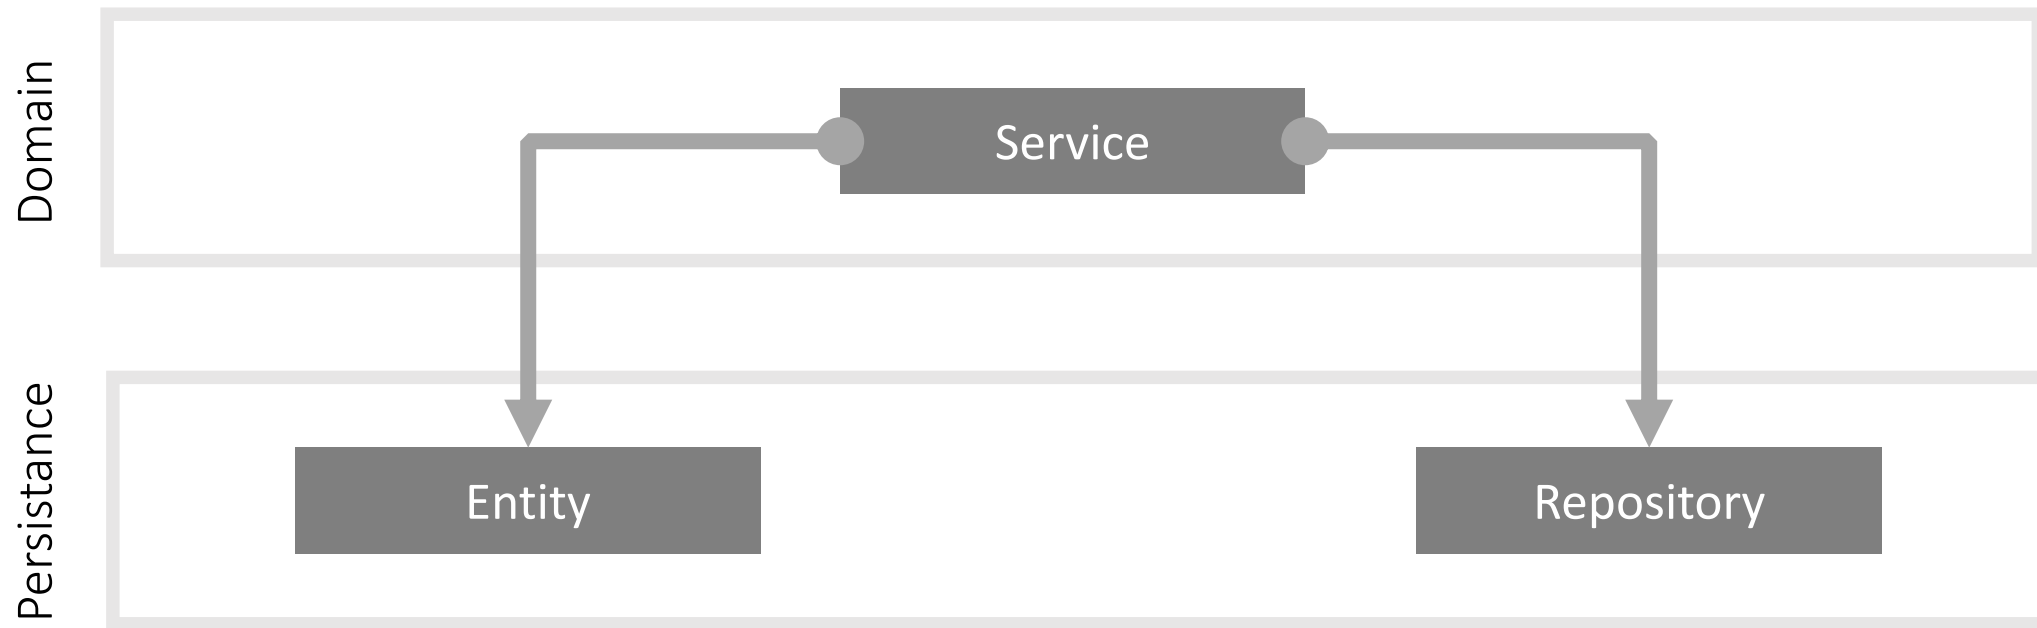 Domain
Service
Persistance
Entity
Repository